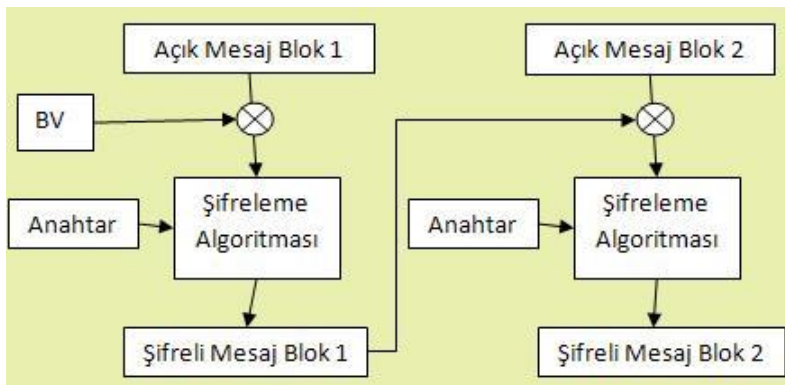 Açık Mesaj Blok 1
Açık Mesaj Blok 2
BV
Anahtar
Şifreleme
Algoritması
Anahtar
Şifreleme
Algoritması
Şifreli Mesaj Blok 1
Şifreli Mesaj Blok 2